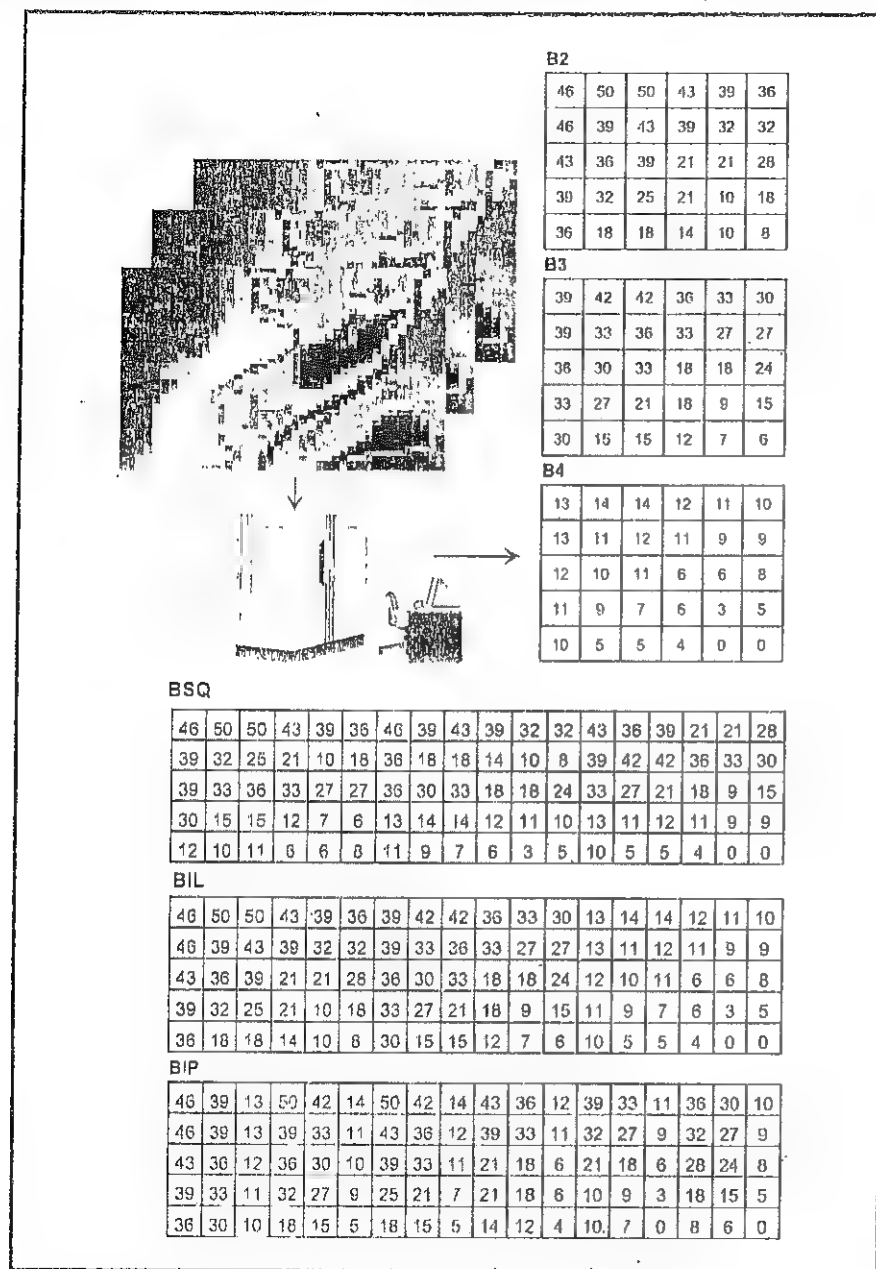 B2
46 50 50 43 39 36
46 39 43 39 32 32
43 36 39 21 21 28
39 32 25 21 10 18
36 18 18 14 10 8
B3
39 42 42 36 33 30
39 33 36 33 27 27
36 30 33 18 18 24
33 27 21 18 9 15
30 15 15 12 7 6
B4
13 14 14 12 11 10
13 11 12 11 9 9
12 10 11 6 6 8
11 9 7 6 3 5
10 5 5 4 0 0
BSQ
46 50 50 43 39 36 46 39 43 39 32 32 43 36 39 21 21 28
39 32 25 21 10 18 36 18 18 14 10 8 39 42 42 36 33 30
39 33 36 33 27 27 36 30 33 18 18 24 33 27 21 18 9 15
30 15 15 12 7 6 13 14 14 12 11 10 13 11 12 11 9 9
12 10 11 6 6 8 11 9 7 6 3 5 10 5 5 4 0 0
BIL
46 50 50 43 39 36 39 42 42 36 33 30 13 14 14 12 11 10
46 39 43 39 32 32 39 33 36 33 27 27 13 11 12 11 9 9
43 36 39 21 21 28 36 30 33 18 18 24 12 10 11 6 6 8
39 32 25 21 10 18 33 27 21 18 9 15 11 9 7 6 3 5
36 18 18 14 10 8 30 15 15 12 7 6 10 5 5 4 0 0
BIP
46 39 13 50 42 14 50 42 14 43 36 12 39 33 11 36 30 10
46 39 13 39 33 11 43 36 12 39 33 11 32 27 9 32 27 9
43 36 12 36 30 10 39 33 11 21 18 6 21 18 6 28 24 8
39 33 11 32 27 9 25 21 7 21 18 6 10 9 3 18 15 5
36 30 10 18 15 5 18 15 5 14 12 4 10 7 0 8 6 0